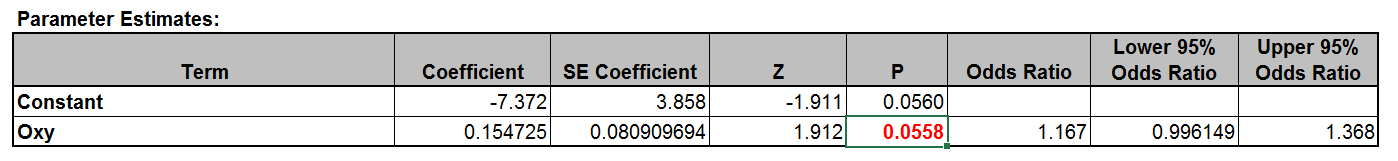 Parameter Estimates:
Term Coefficient SE Coefficient Z P Odds Ratio Lower 95% Odds Ratio Upper 95% Odds Ratio
Constant -7.372 3.858 -1.911 0.0560
Oxy 0.154725 0.080909694 1.912 0.0558 1.167 0.996149 1.368